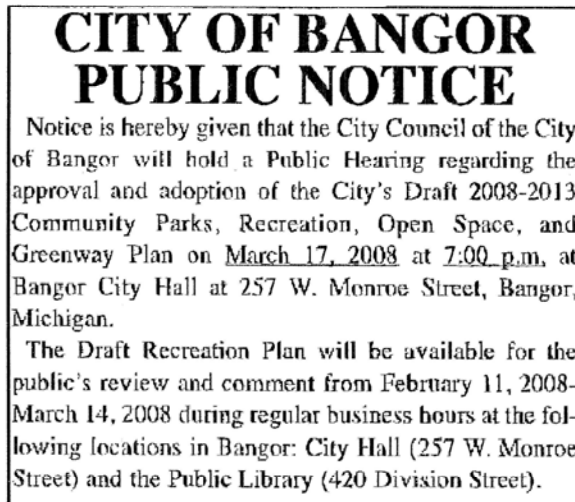 CITY OF BANGOR
PUBLIC NOTICE
Notice is hereby given that the City Council of the City
of Bangor will hold a Public Hearing regarding the
approval and adoption of the City's Draft 2008-2013
Community Parks, Recreation, Open Space, and
Greenway Plan on March 17, 2008 at 7:00 p.m. at
Bangor City Hall at 257 W. Monroe Street, Bangor,
Michigan.
The Draft Recreation Plan will be available for the
public's review and comment from February 11, 2008-
March 14, 2008 during regular business hours at the fol-
lowing locations in Bangor: City Hall (257 W. Monroe
Street) and the Public Library (420 Division Street).